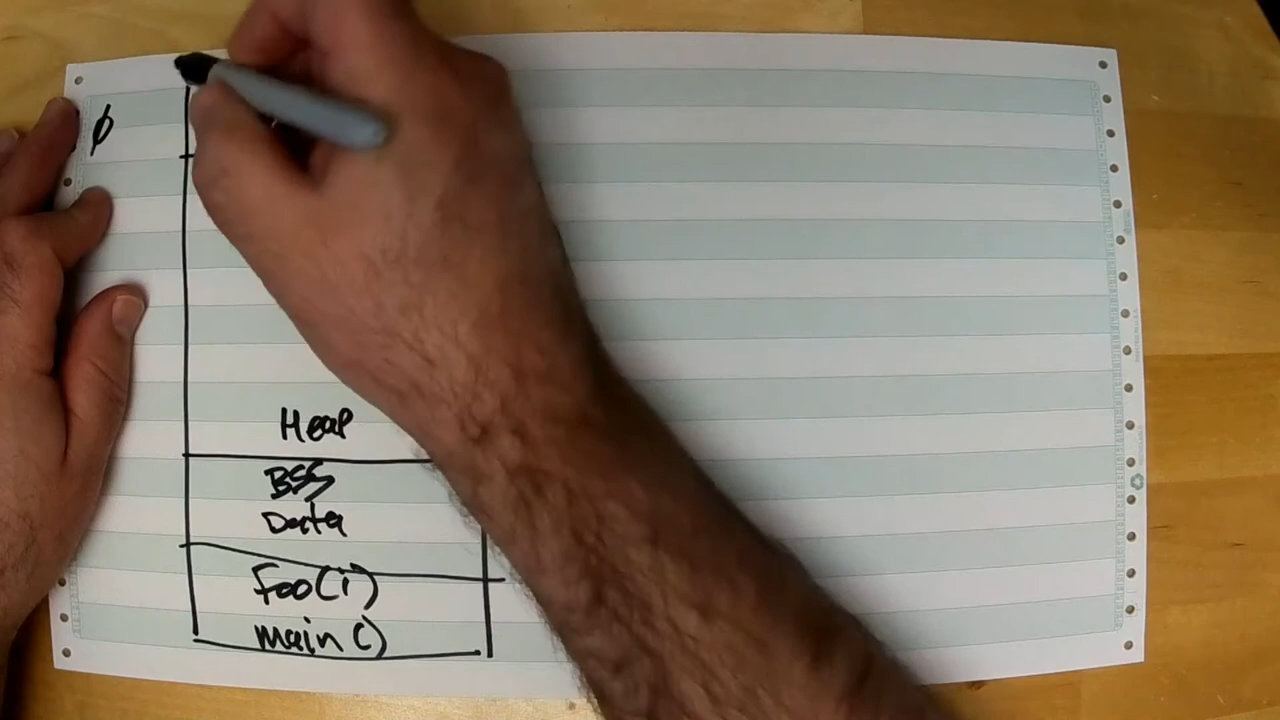 φ
Heap
BSS
Data
foo(i)
main()